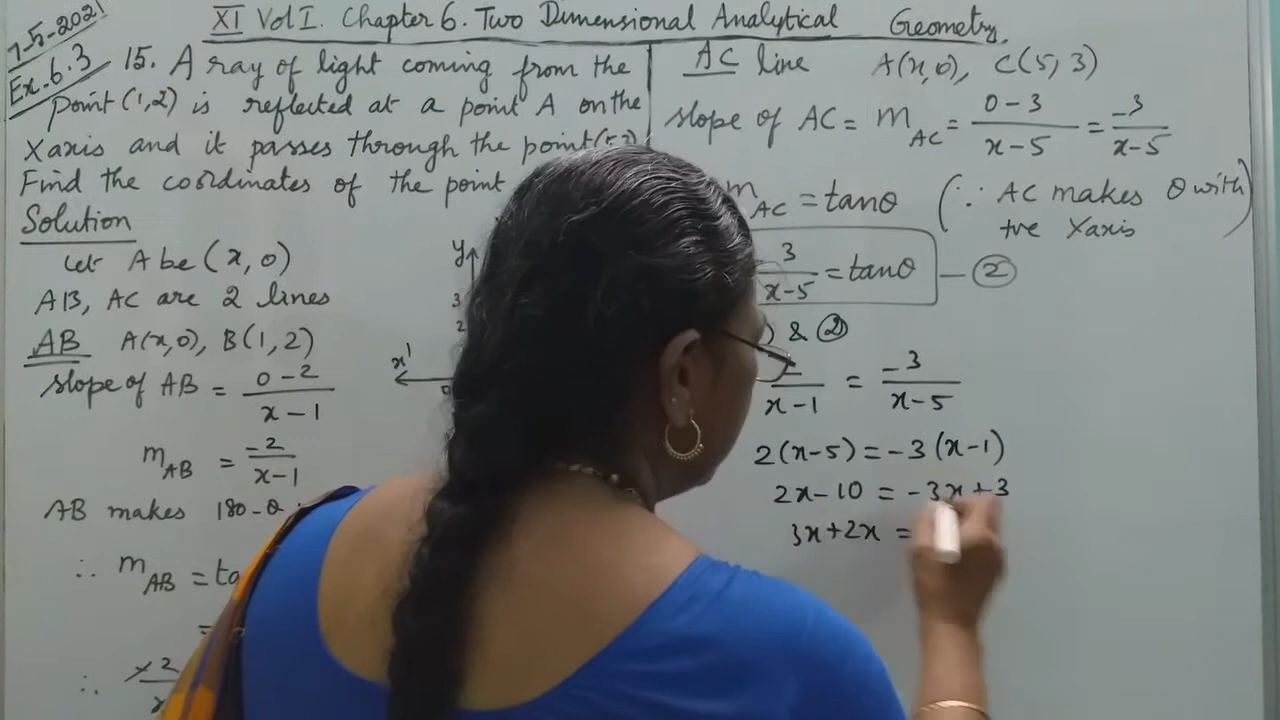 7-5-2021
XI Vol I. Chapter 6. Two Dimensional Analytical Geometry.
Ex. 6.3
15. A ray of light coming from the
point (1,2) is reflected at a point A on the
X axis and it passes through the point (5,3).
Find the coordinates of the point
Solution
Let A be (x, 0)
AB, AC are 2 lines
AB A(x,0), B(1, 2)
slope of AB = 0-2 / x-1
m_AB = -2 / x-1
AB makes 180-θ
∴ m_AB = ta
=
∴ -2
y
3
2
x'
0
AC line A(x,0), C(5,3)
slope of AC = m_AC = 0-3 / x-5 = -3 / x-5
m_AC = tanθ (∵ AC makes θ with
+ve X axis)
3 / x-5 = tanθ — ②
& ②
/ x-1 = -3 / x-5
2(x-5) = -3(x-1)
2x-10 = -3x+3
3x+2x =